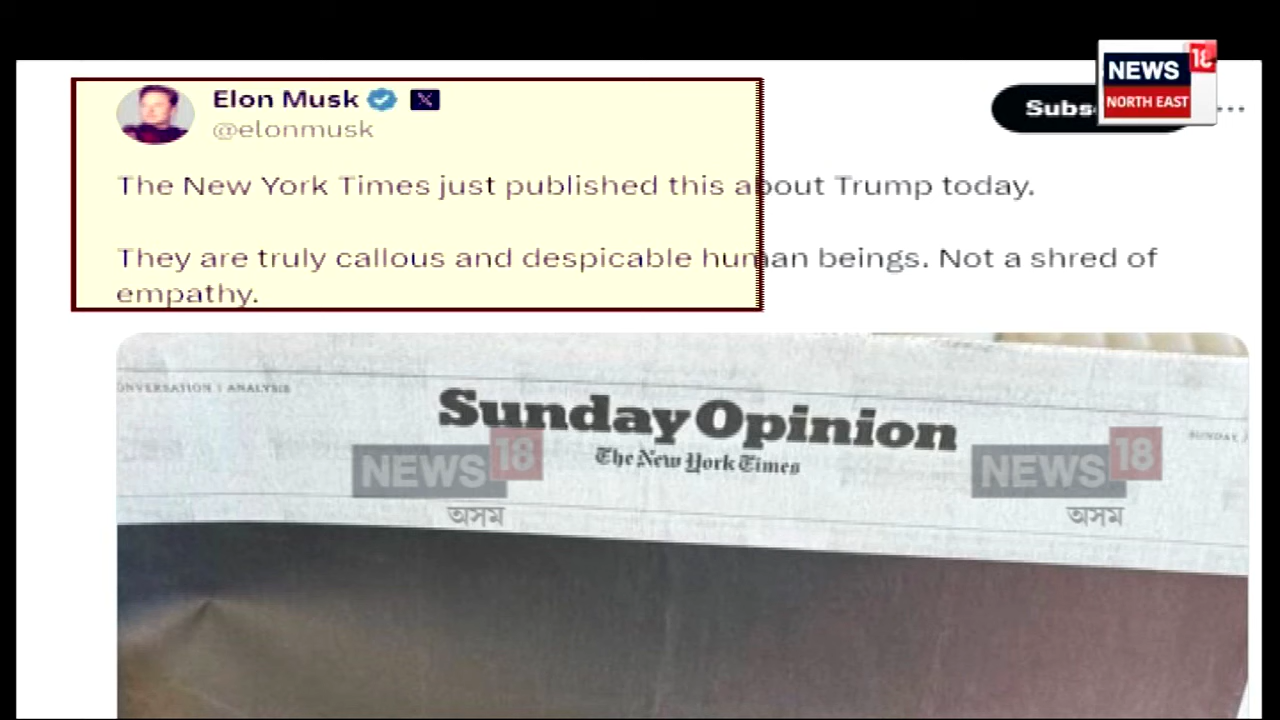 NEWS 18
NORTH EAST
Elon Musk
@elonmusk
The New York Times just published this about Trump today.
They are truly callous and despicable human beings. Not a shred of
empathy.
ANALYSIS
Sunday Opinion
The New York Times
SUNDAY
NEWS 18
অসম
NEWS 18
অসম